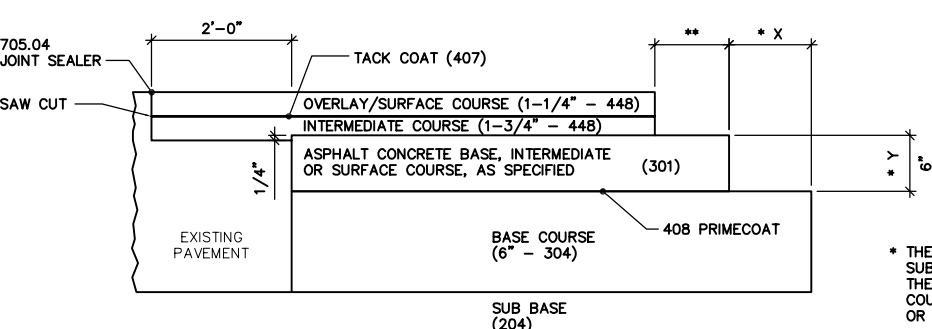 2'-0"
** * X
705.04
JOINT SEALER
TACK COAT (407)
SAW CUT
OVERLAY/SURFACE COURSE (1-1/4" - 448)
INTERMEDIATE COURSE (1-3/4" - 448)
1/4"
ASPHALT CONCRETE BASE, INTERMEDIATE
OR SURFACE COURSE, AS SPECIFIED (301)
* Y
6"
408 PRIMECOAT
EXISTING
PAVEMENT
BASE COURSE
(6" - 304)
SUB BASE
(204)
* THE
SUB
THE
COU
OR